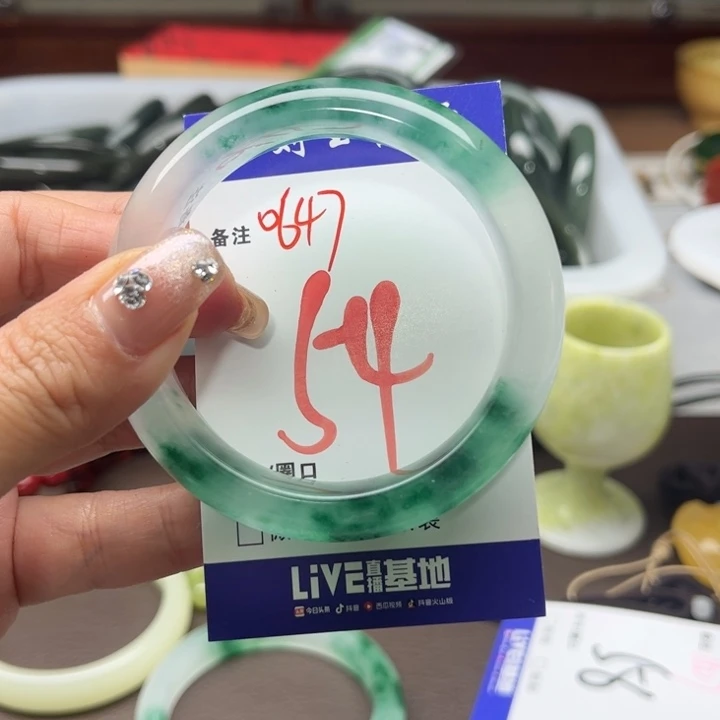 备注 0647
54
圈口
LiVE直播基地
今日头条 抖音 西瓜视频 抖音火山版
58